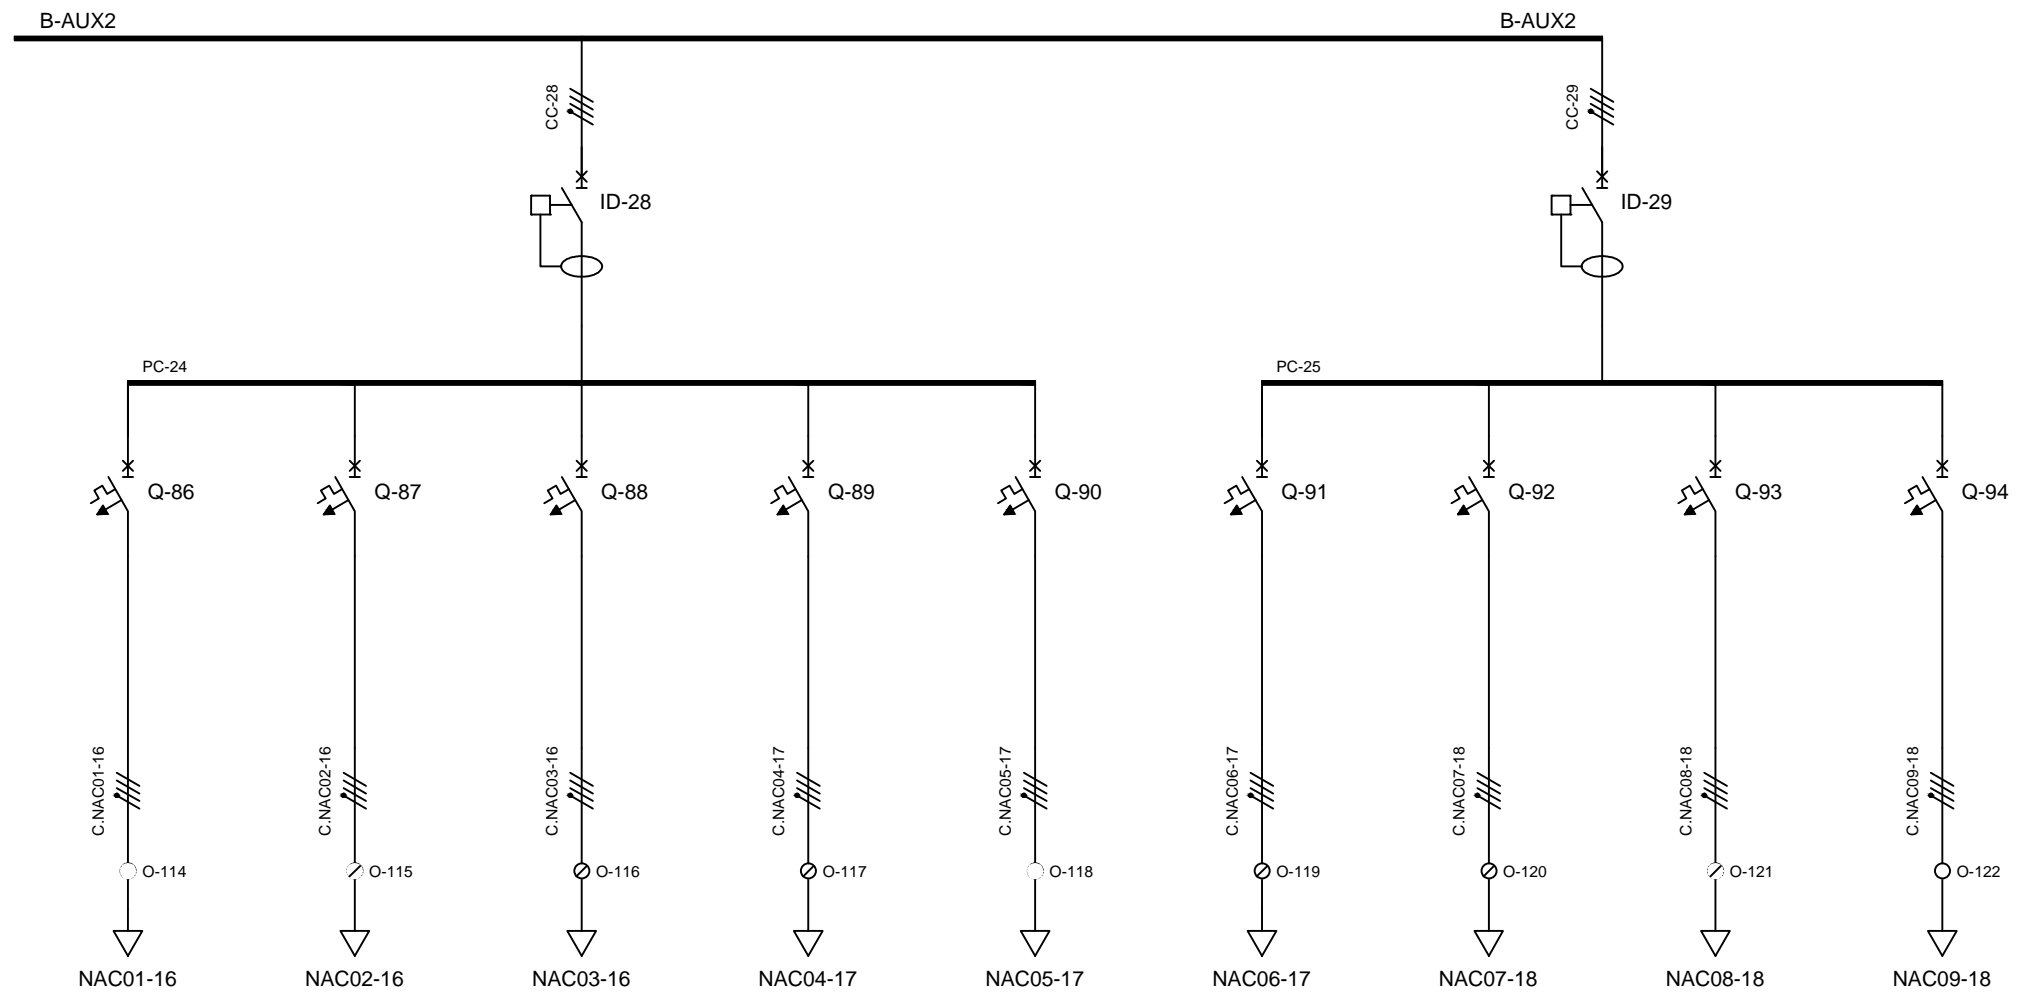 B-AUX2
B-AUX2
CC-28
CC-29
ID-28
ID-29
PC-24
PC-25
Q-86
Q-87
Q-88
Q-89
Q-90
Q-91
Q-92
Q-93
Q-94
C.NAC01-16
C.NAC02-16
C.NAC03-16
C.NAC04-17
C.NAC05-17
C.NAC06-17
C.NAC07-18
C.NAC08-18
C.NAC09-18
O-114
O-115
O-116
O-117
O-118
O-119
O-120
O-121
O-122
NAC01-16
NAC02-16
NAC03-16
NAC04-17
NAC05-17
NAC06-17
NAC07-18
NAC08-18
NAC09-18